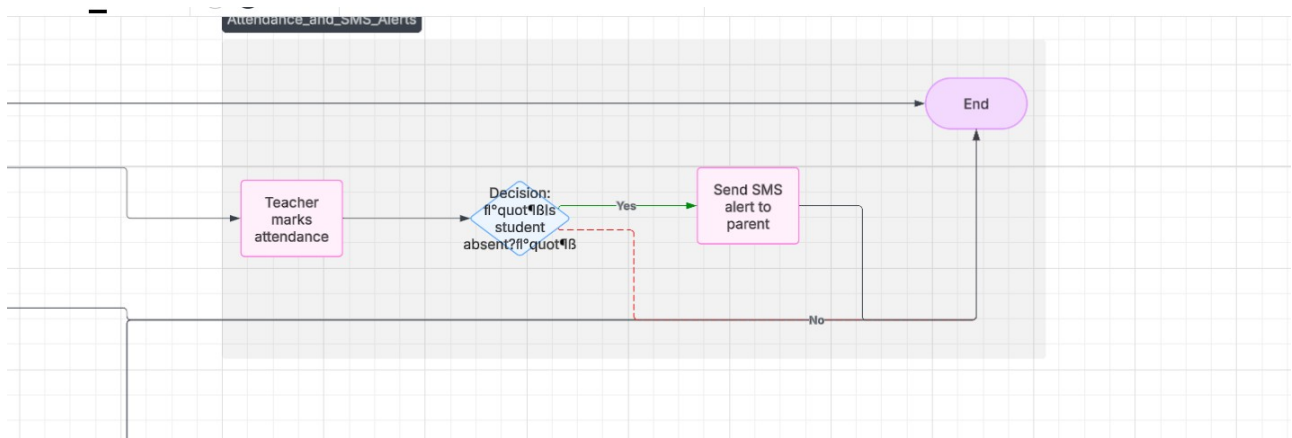 Attendance_and_SMS_Alerts
End
Teacher
marks
attendance
Decision:
fl°quot¶ßIs
student
absent?fl°quot¶ß
Yes
Send SMS
alert to
parent
No